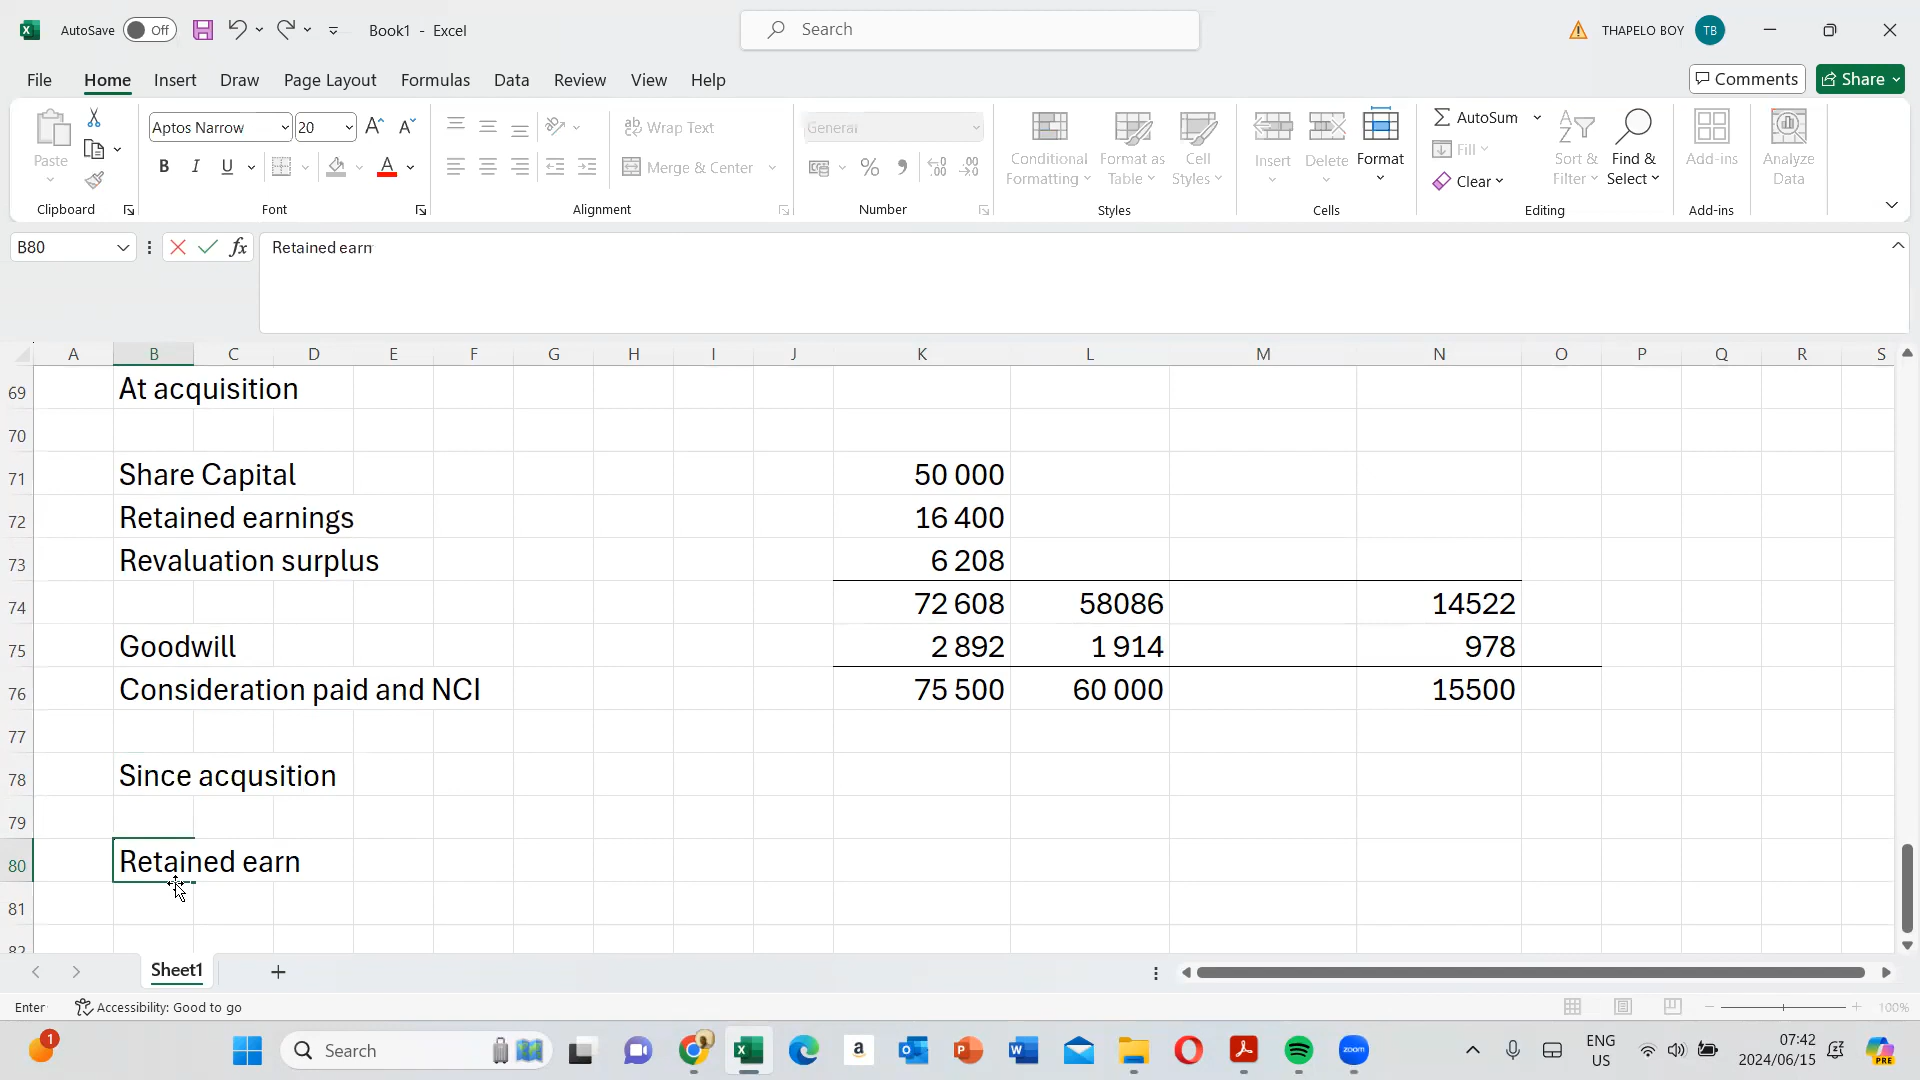 AutoSave Off Book1 - Excel Search THAPELO BOY TB
File Home Insert Draw Page Layout Formulas Data Review View Help Comments Share
Paste Aptos Narrow 20 Wrap Text General Conditional Formatting Format as Table Cell Styles Insert Delete Format AutoSum Fill Clear Sort & Filter Find & Select Add-ins Analyze Data
B I U A Merge & Center
Clipboard Font Alignment Number Styles Cells Editing Add-ins
B80 fx Retained earn
A B C D E F G H I J K L M N O P Q R S
69 At acquisition
70
71 Share Capital 50 000
72 Retained earnings 16 400
73 Revaluation surplus 6 208
74 72 608 58086 14522
75 Goodwill 2 892 1 914 978
76 Consideration paid and NCI 75 500 60 000 15500
77
78 Since acqusition
79
80 Retained earn
81
82
Sheet1
Enter Accessibility: Good to go 100%
1 Search a zoom ENG US 07:42 2024/06/15 PRE